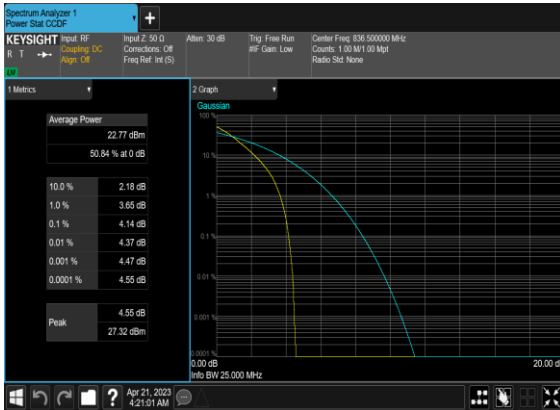 Spectrum Analyzer 1
Power Stat CCDF
KEYSIGHT
R T
LW
Input: RF
Coupling: DC
Align: Off
Input Z: 50 Ω
Corrections: Off
Freq Ref: Int (S)
Atten: 30 dB
Trig: Free Run
#IF Gain: Low
Center Freq: 836.500000 MHz
Counts: 1.00 M/1.00 Mpt
Radio Std: None
1 Metrics
Average Power
22.77 dBm
50.84 % at 0 dB
10.0 % 2.18 dB
1.0 % 3.65 dB
0.1 % 4.14 dB
0.01 % 4.37 dB
0.001 % 4.47 dB
0.0001 % 4.55 dB
Peak
4.55 dB
27.32 dBm
2 Graph
Gaussian
100 %
10 %
1 %
0.1 %
0.01 %
0.001 %
0.0001 %
0.00 dB
20.00 dB
Info BW 25.000 MHz
Apr 21, 2023
4:21:01 AM